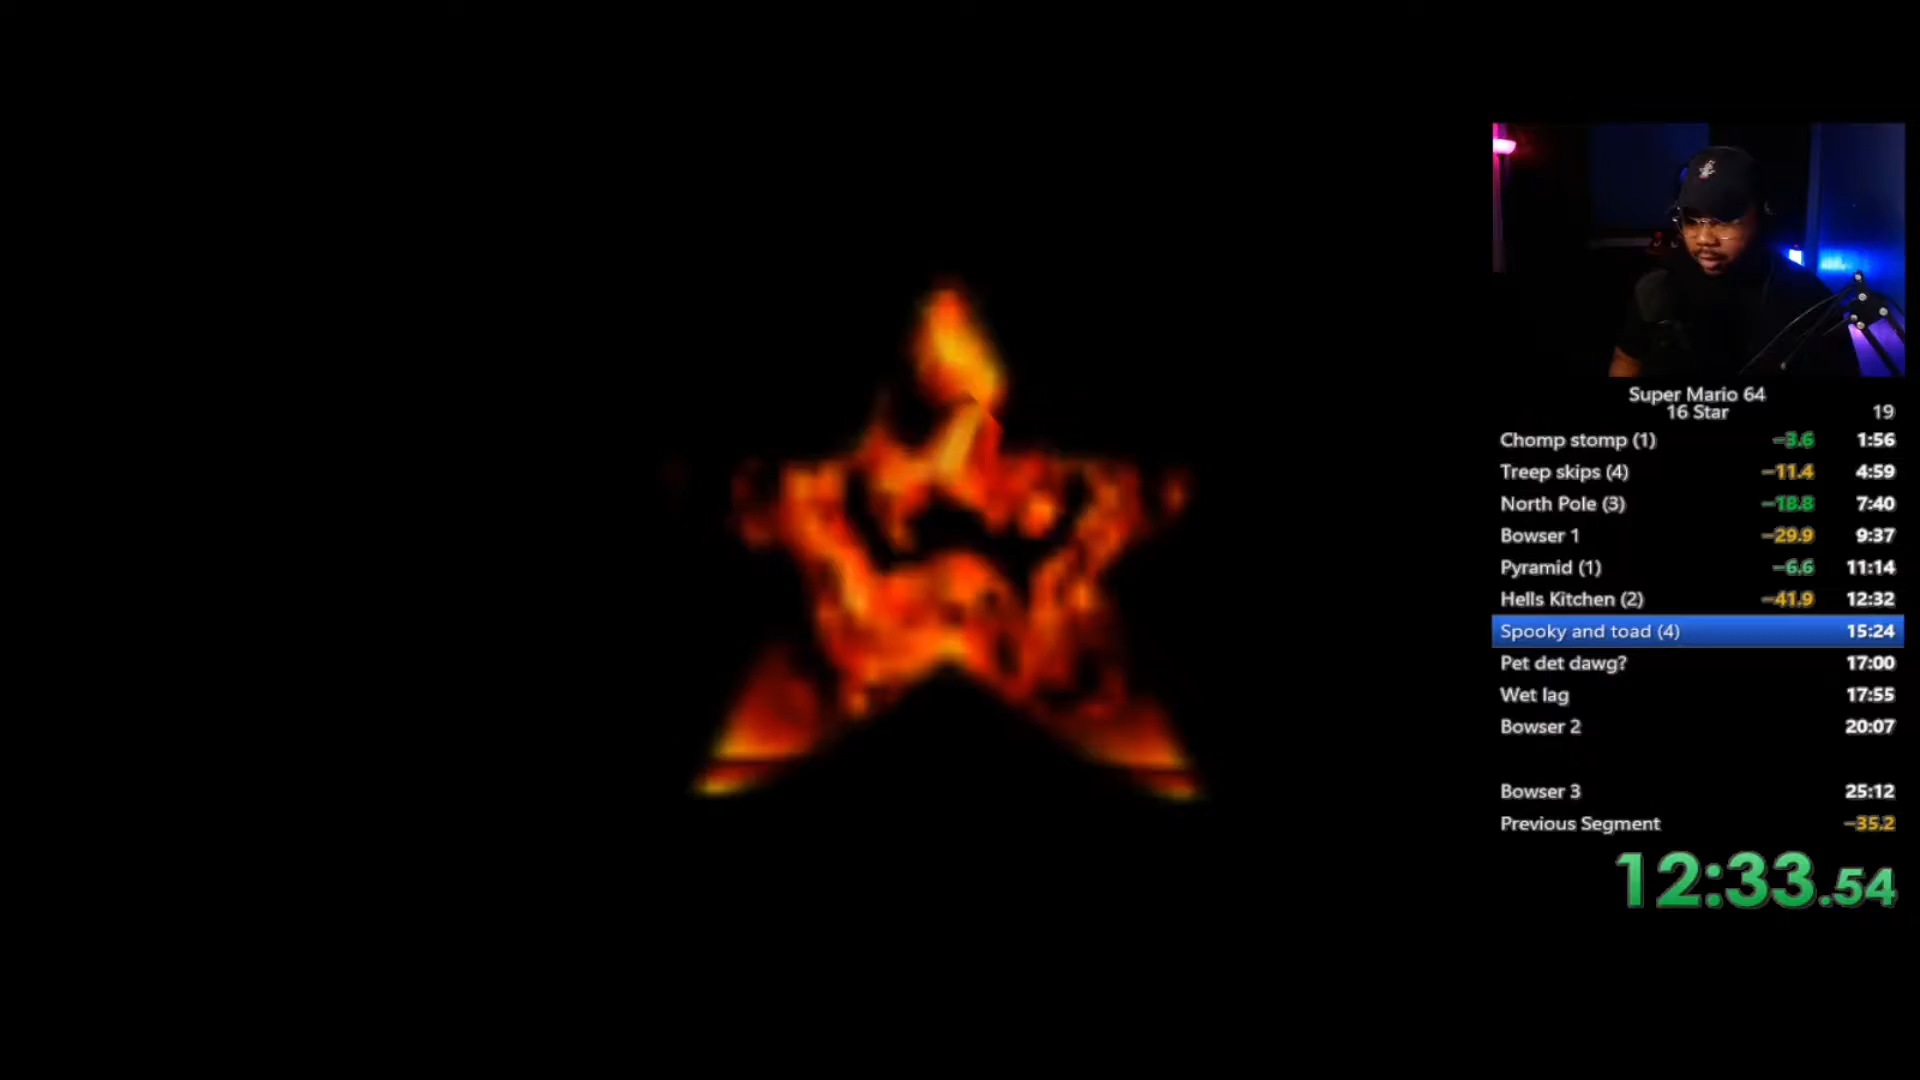 Super Mario 64
16 Star 19
Chomp stomp (1) −3.6 1:56
Treep skips (4) −11.4 4:59
North Pole (3) −18.8 7:40
Bowser 1 −29.9 9:37
Pyramid (1) −6.6 11:14
Hells Kitchen (2) −41.9 12:32
Spooky and toad (4) 15:24
Pet det dawg? 17:00
Wet lag 17:55
Bowser 2 20:07
Bowser 3 25:12
Previous Segment −35.2
12:33.54